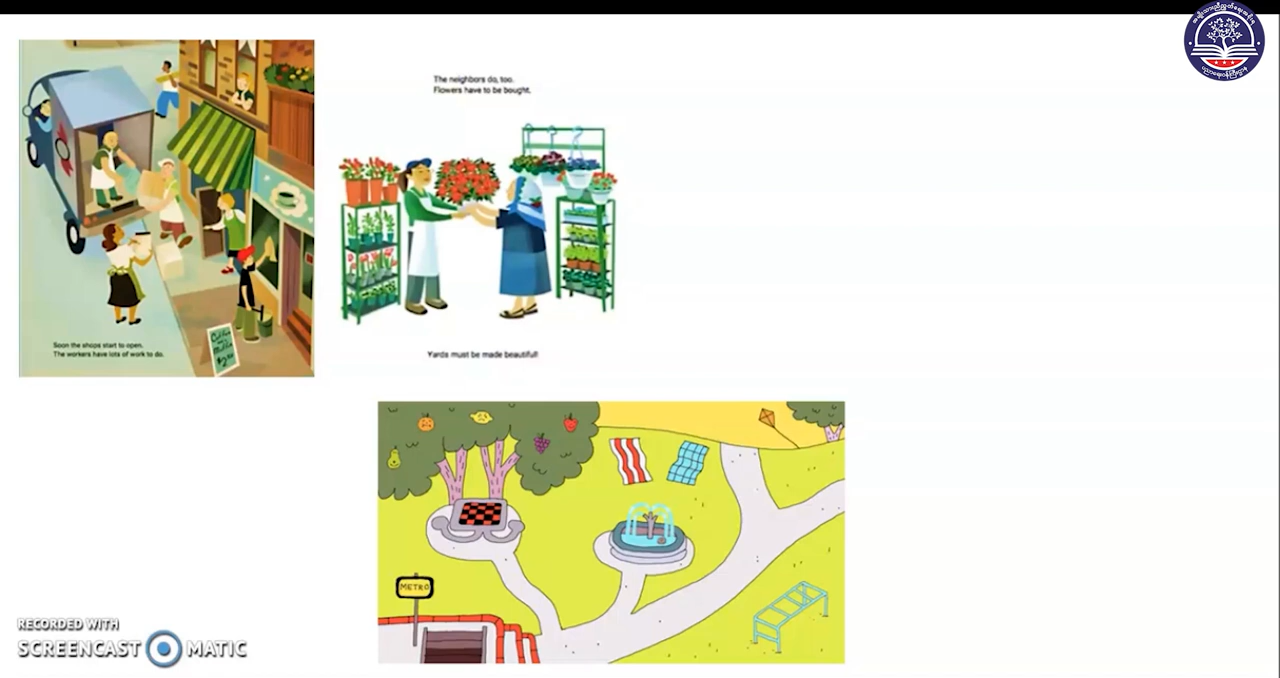 The neighbors do, too.
Flowers have to be bought.
Soon the shops start to open.
The workers have lots of work to do.
Yards must be made beautiful!
METRO
RECORDED WITH
SCREENCAST MATIC